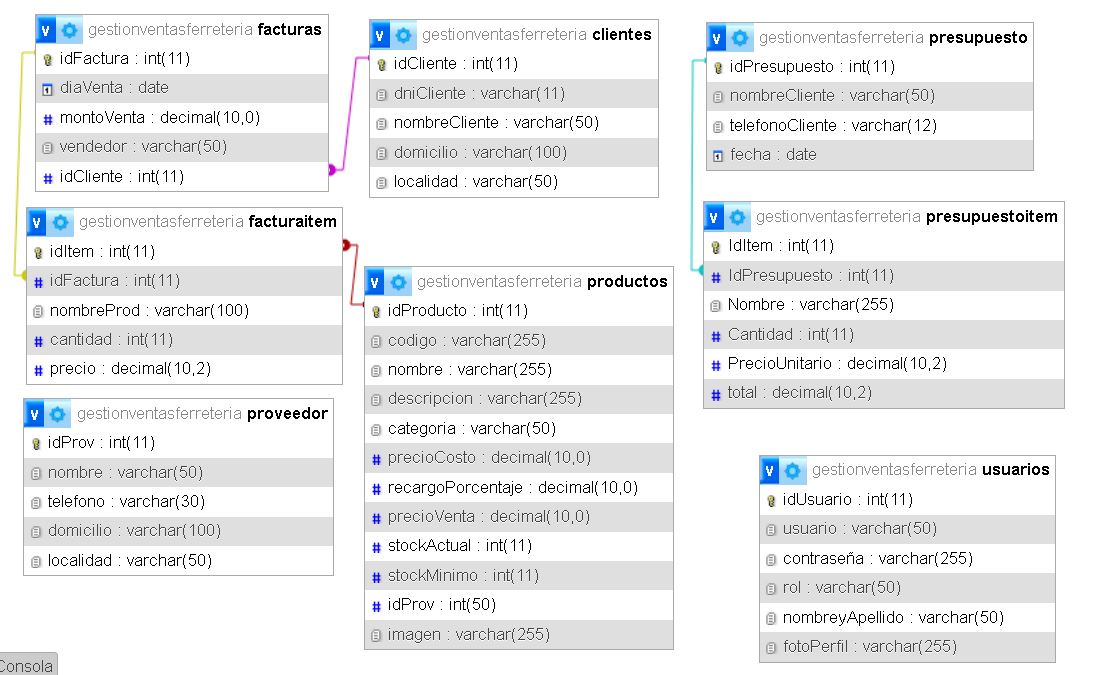 gestionventasferreteria facturas
idFactura : int(11)
diaVenta : date
montoVenta : decimal(10,0)
vendedor : varchar(50)
idCliente : int(11)
gestionventasferreteria clientes
idCliente : int(11)
dniCliente : varchar(11)
nombreCliente : varchar(50)
domicilio : varchar(100)
localidad : varchar(50)
gestionventasferreteria presupuesto
idPresupuesto : int(11)
nombreCliente : varchar(50)
telefonoCliente : varchar(12)
fecha : date
gestionventasferreteria facturaitem
idItem : int(11)
idFactura : int(11)
nombreProd : varchar(100)
cantidad : int(11)
precio : decimal(10,2)
gestionventasferreteria productos
idProducto : int(11)
codigo : varchar(255)
nombre : varchar(255)
descripcion : varchar(255)
categoria : varchar(50)
precioCosto : decimal(10,0)
recargoPorcentaje : decimal(10,0)
precioVenta : decimal(10,0)
stockActual : int(11)
stockMinimo : int(11)
idProv : int(50)
imagen : varchar(255)
gestionventasferreteria presupuestoitem
IdItem : int(11)
IdPresupuesto : int(11)
Nombre : varchar(255)
Cantidad : int(11)
PrecioUnitario : decimal(10,2)
total : decimal(10,2)
gestionventasferreteria proveedor
idProv : int(11)
nombre : varchar(50)
telefono : varchar(30)
domicilio : varchar(100)
localidad : varchar(50)
gestionventasferreteria usuarios
idUsuario : int(11)
usuario : varchar(50)
contraseña : varchar(255)
rol : varchar(50)
nombreyApellido : varchar(50)
fotoPerfil : varchar(255)
Consola